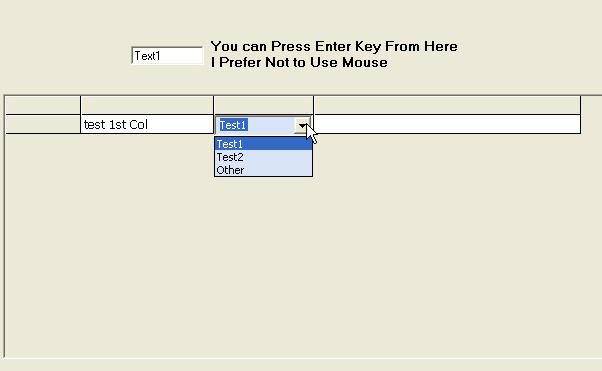 You can Press Enter Key From Here
Text1
I Prefer Not to Use Mouse
test 1st Col
Test1
Test1
Test2
Other